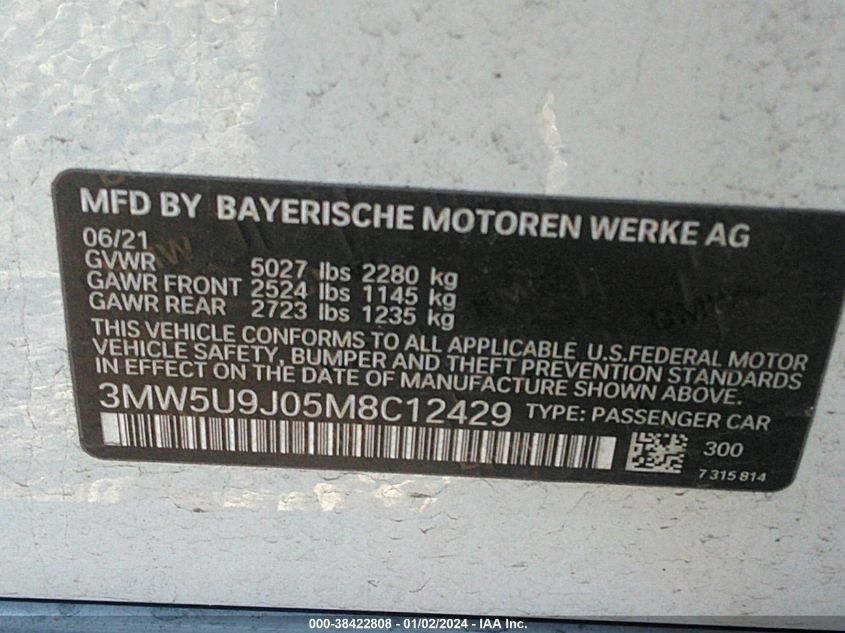 MFD BY BAYERISCHE MOTOREN WERKE AG
06/21
GVWR 5027 lbs 2280 kg
GAWR FRONT 2524 lbs 1145 kg
GAWR REAR 2723 lbs 1235 kg
THIS VEHICLE CONFORMS TO ALL APPLICABLE U.S.FEDERAL MOTOR
VEHICLE SAFETY, BUMPER AND THEFT PREVENTION STANDARDS
IN EFFECT ON THE DATE OF MANUFACTURE SHOWN ABOVE.
3MW5U9J05M8C12429 TYPE: PASSENGER CAR
300
7 315 814
000-38422808 - 01/02/2024 - IAA Inc.